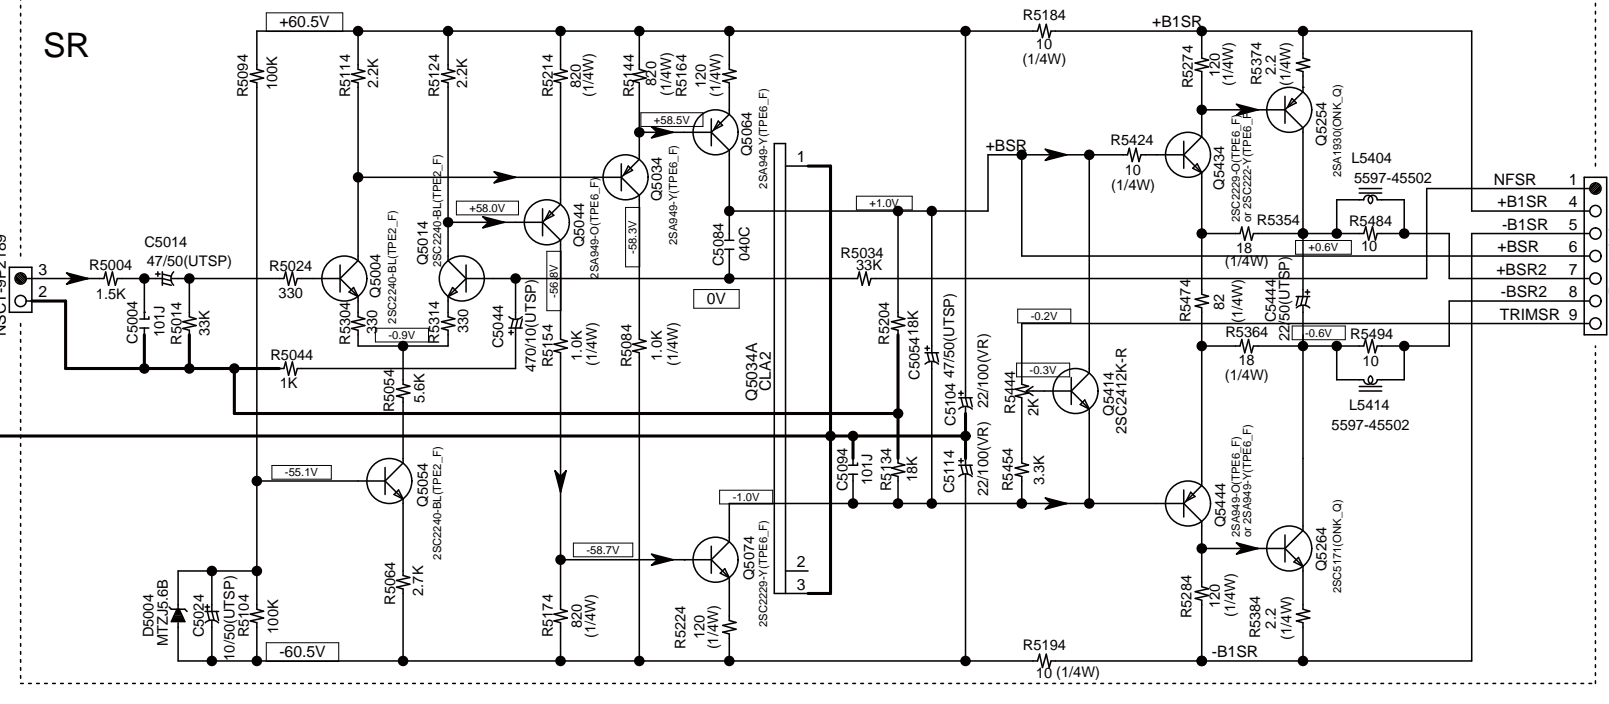 SR
+60.5V
R5094
100K
R5114
2.2K
R5124
2.2K
R5214
820
(1/4W)
R5144
820
(1/4W)
R5164
120
(1/4W)
+58.5V
Q5064
2SA949-Y(TPE6_F)
Q5034
2SA949-Y(TPE6_F)
-58.3V
+58.0V
Q5044
2SA949-O(TPE6_F)
Q5014
2SC2240-BL(TPE2_F)
Q5004
2SC2240-BL(TPE2_F)
3
2
R5004
1.5K
C5014
47/50(UTSP)
C5004
101J
R5014
33K
R5024
330
R5304
330
-0.9V
R5314
330
R5044
1K
C5044
470/10(UTSP)
R5154
1.0K
(1/4W)
R5084
1.0K
(1/4W)
R5054
5.6K
-55.1V
Q5054
2SC2240-BL(TPE2_F)
R5064
2.7K
D5004
MTZJ5.6B
C5024
10/50(UTSP)
R5104
100K
-60.5V
-58.7V
R5174
820
(1/4W)
R5224
120
(1/4W)
Q5074
2SC2229-Y(TPE6_F)
-1.0V
Q5034A
CLA2
1
2
3
C5084
040C
0V
+1.0V
R5034
33K
R5204
18K
C5054
47/50(UTSP)
C5104
22/100(VR)
C5094
101J
R5134
18K
C5114
22/100(VR)
R5184
10
(1/4W)
+B1SR
+BSR
R5424
10
(1/4W)
-0.2V
-0.3V
R5444
2K
R5454
3.3K
Q5414
2SC2412K-R
R5274
120
(1/4W)
R5374
2.2
(1/4W)
Q5434
2SC2229-O(TPE6_F)
Q5254
2SA1930(ONK_Q)
R5354
18
(1/4W)
+0.6V
R5474
82
(1/4W)
C5444
R5364
18
(1/4W)
-0.6V
L5404
5597-45502
R5484
10
R5494
10
L5414
5597-45502
Q5444
2SA949-O(TPE6_F)
or 2SA949-Y(TPE6_F)
Q5264
2SC5171(ONK_Q)
R5284
120
(1/4W)
R5384
2.2
(1/4W)
R5194
10 (1/4W)
-B1SR
NFSR 1
+B1SR 4
-B1SR 5
+BSR 6
+BSR2 7
-BSR2 8
TRIMSR 9